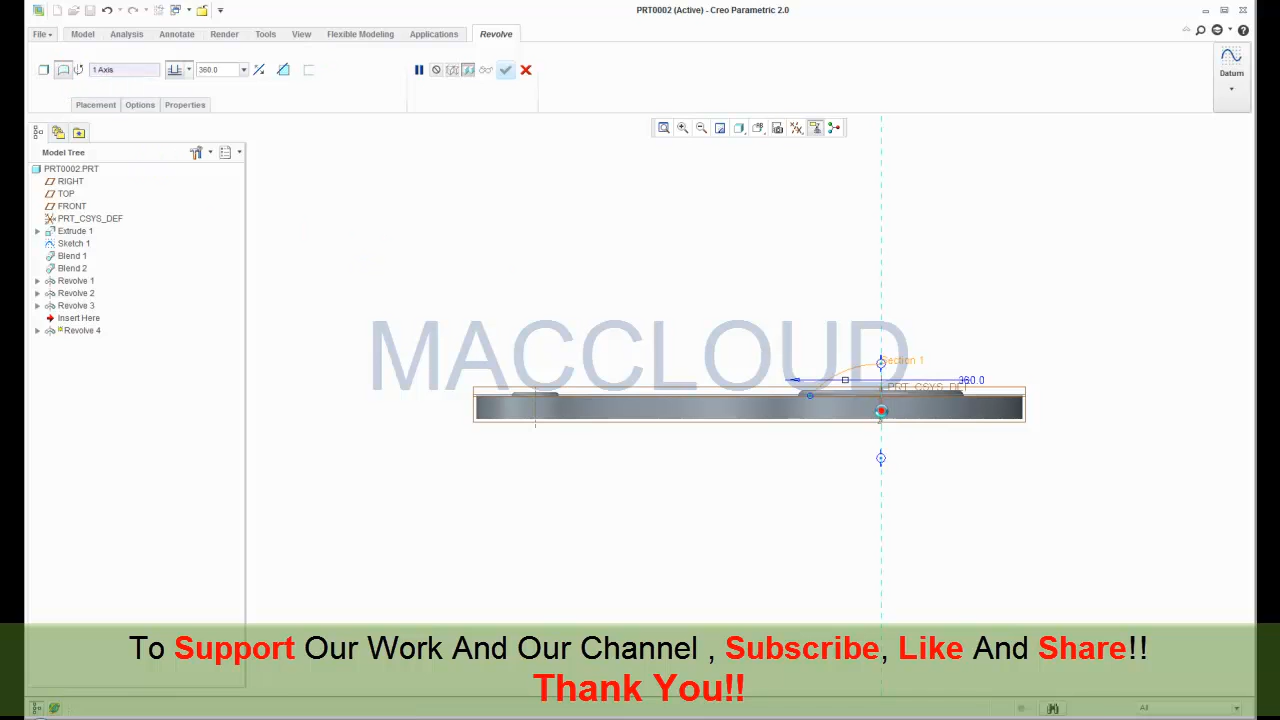 PRT0002 (Active) - Creo Parametric 2.0
File Model Analysis Annotate Render Tools View Flexible Modeling Applications Revolve
1 Axis 360.0
Datum
Placement Options Properties
Model Tree
PRT0002.PRT
RIGHT
TOP
FRONT
PRT_CSYS_DEF
Extrude 1
Sketch 1
Blend 1
Blend 2
Revolve 1
Revolve 2
Revolve 3
Insert Here
Revolve 4
MACCLOUD
Section 1
360.0
PRT_CSYS_DEF
To Support Our Work And Our Channel , Subscribe, Like And Share!!
Thank You!!
All